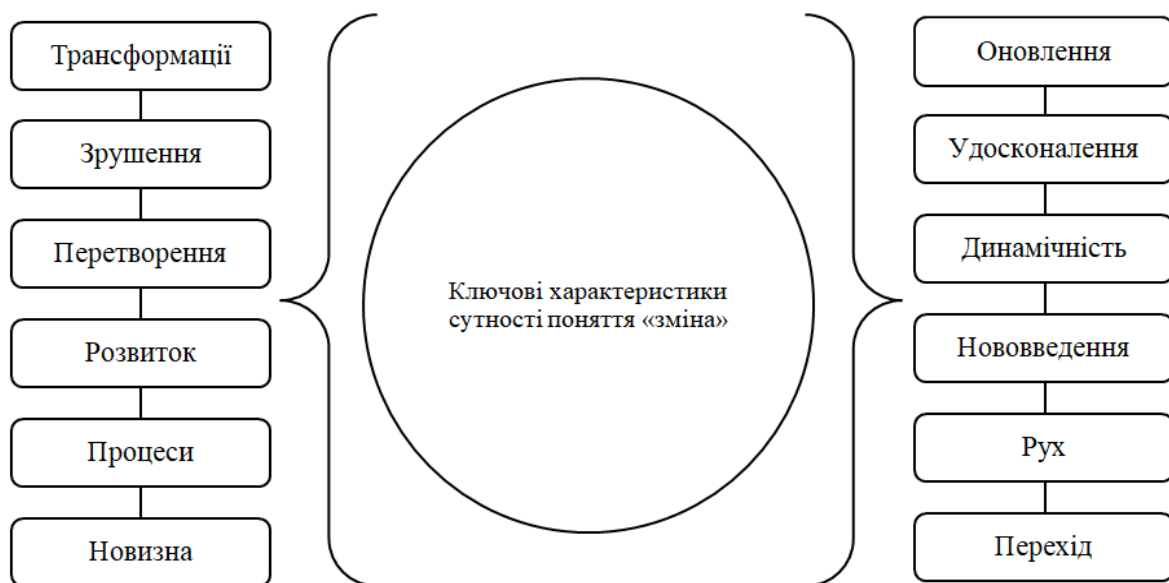 Трансформації
Зрушення
Перетворення
Розвиток
Процеси
Новизна
Ключові характеристики
сутності поняття «зміна»
Оновлення
Удосконалення
Динамічність
Нововведення
Рух
Перехід